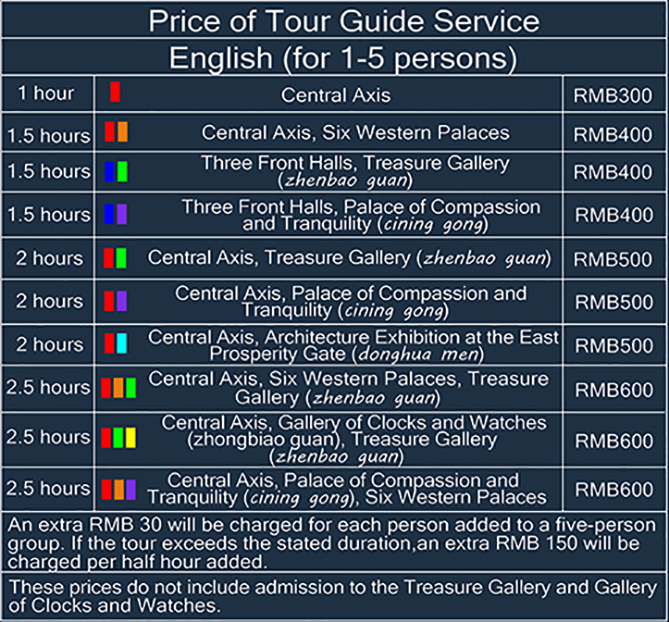 Price of Tour Guide Service
English (for 1-5 persons)
1 hour Central Axis RMB300
1.5 hours Central Axis, Six Western Palaces RMB400
1.5 hours Three Front Halls, Treasure Gallery
(zhenbao guan) RMB400
1.5 hours Three Front Halls, Palace of Compassion
and Tranquility (cining gong) RMB400
2 hours Central Axis, Treasure Gallery (zhenbao guan) RMB500
2 hours Central Axis, Palace of Compassion and
Tranquility (cining gong) RMB500
2 hours Central Axis, Architecture Exhibition at the East
Prosperity Gate (donghua men) RMB500
2.5 hours Central Axis, Six Western Palaces, Treasure
Gallery (zhenbao guan) RMB600
2.5 hours Central Axis, Gallery of Clocks and Watches
(zhongbiao guan), Treasure Gallery
(zhenbao guan) RMB600
2.5 hours Central Axis, Palace of Compassion and
Tranquility (cining gong), Six Western Palaces RMB600
An extra RMB 30 will be charged for each person added to a five-person
group. If the tour exceeds the stated duration,an extra RMB 150 will be
charged per half hour added.
These prices do not include admission to the Treasure Gallery and Gallery
of Clocks and Watches.